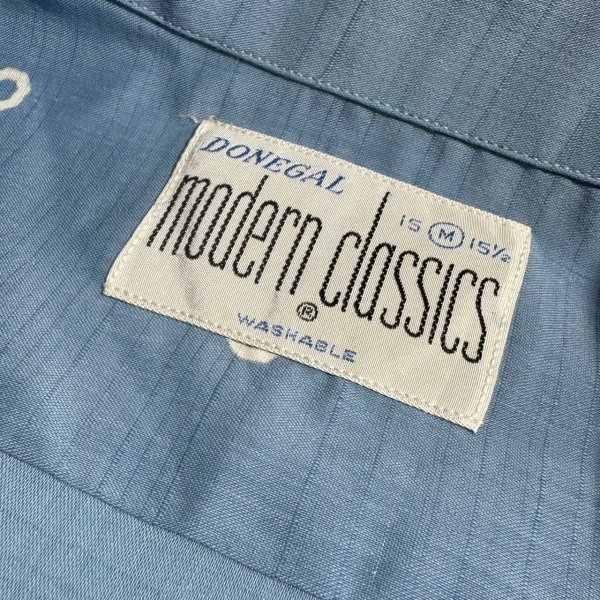 DONEGAL
modern classics
15 M 15½
®
WASHABLE